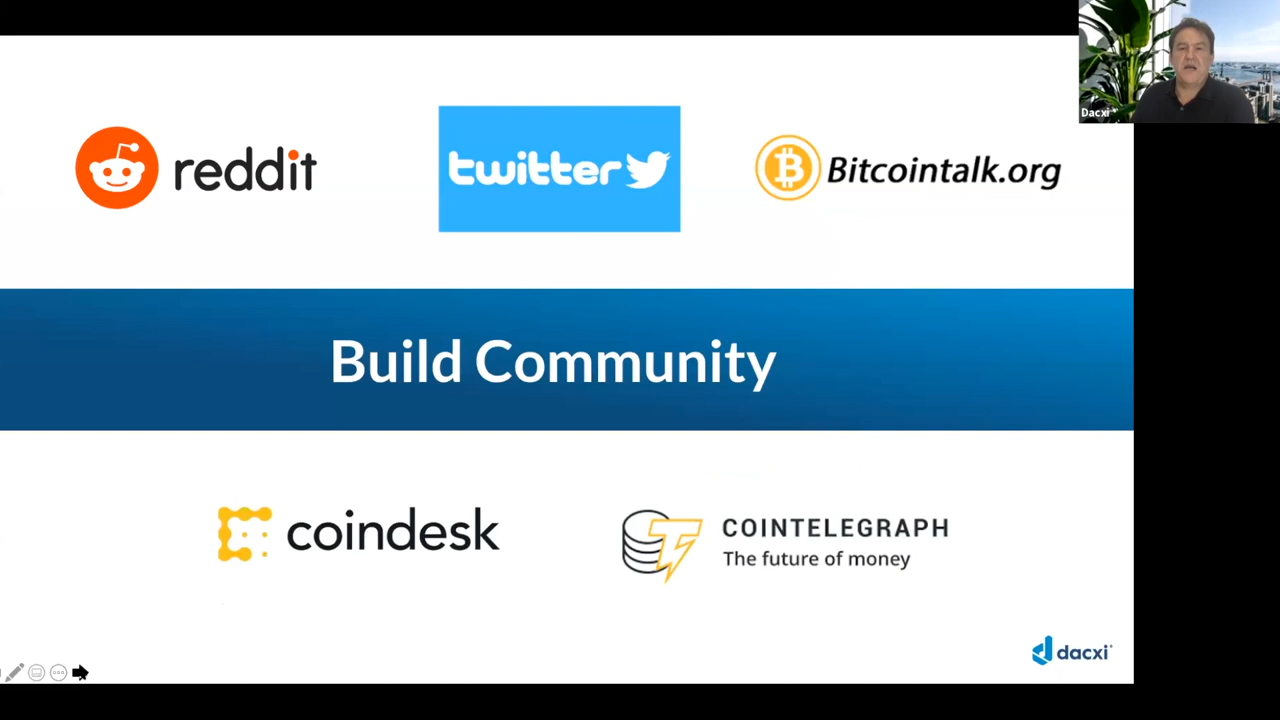 Dacxi
reddit
twitter
Bitcointalk.org
Build Community
coindesk
COINTELEGRAPH
The future of money
dacxi